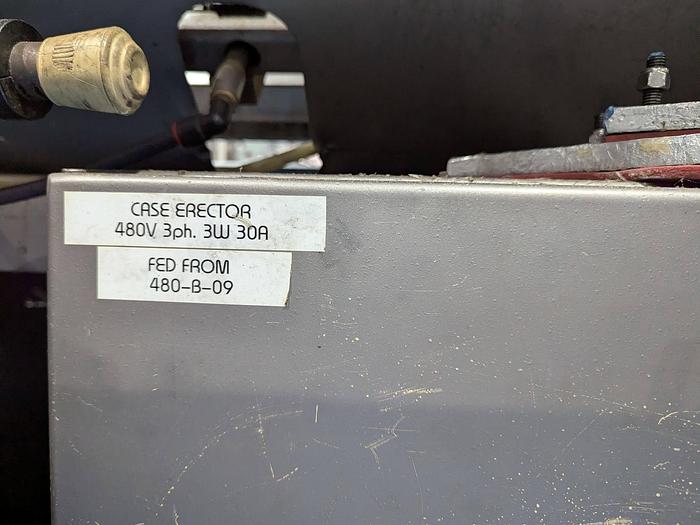 CASE ERECTOR
480V 3ph. 3W 30A
FED FROM
480-B-09